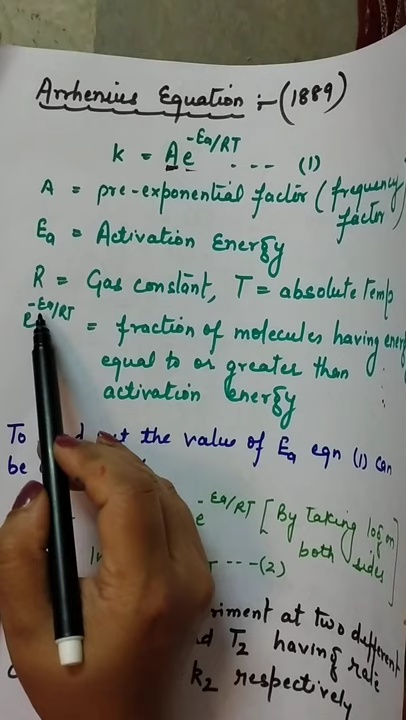 Arrhenius Equation :- (1889)
k = Ae^-Ea/RT ---- (1)
A = pre-exponential factor (frequency
factor)
Ea = Activation Energy
R = Gas constant, T = absolute temp
e^-Ea/RT = fraction of molecules having energy
equal to or greater than
activation energy
To out the value of Ea eqn (1) can
be
e^-Ea/RT [By taking log on
both sides]
ln ---(2)
at two different
T2 having rate
k2 respectively